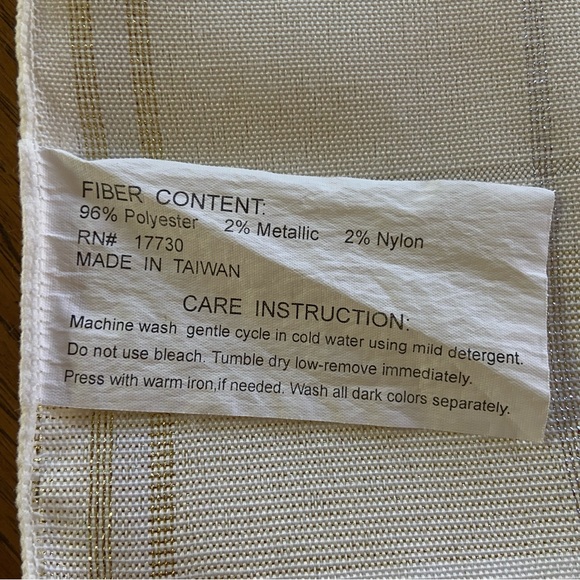 FIBER CONTENT:
96% Polyester 2% Metallic 2% Nylon
RN# 17730
MADE IN TAIWAN
CARE INSTRUCTION:
Machine wash gentle cycle in cold water using mild detergent.
Do not use bleach. Tumble dry low-remove immediately.
Press with warm iron,if needed. Wash all dark colors separately.